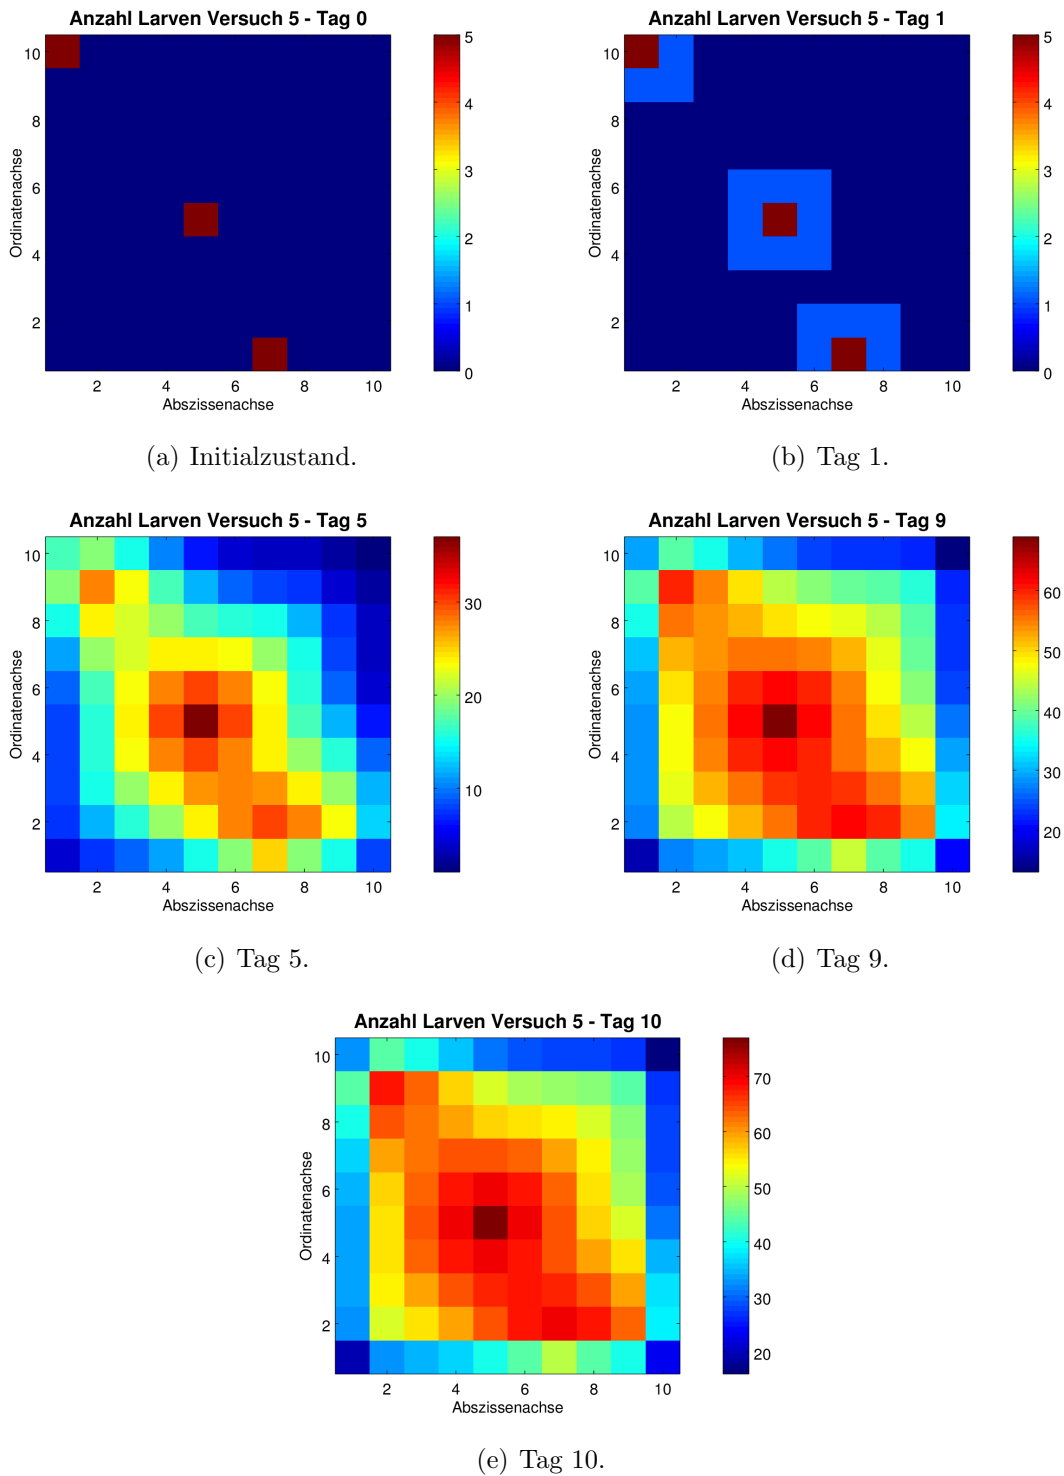 Anzahl Larven Versuch 5 - Tag 0
10
8
6
4
2
2 4 6 8 10
Ordinatenachse
Abszissenachse
5
4
3
2
1
0
(a) Initialzustand.
Anzahl Larven Versuch 5 - Tag 1
10
8
6
4
2
2 4 6 8 10
Ordinatenachse
Abszissenachse
5
4
3
2
1
0
(b) Tag 1.
Anzahl Larven Versuch 5 - Tag 5
10
8
6
4
2
2 4 6 8 10
Ordinatenachse
Abszissenachse
30
20
10
(c) Tag 5.
Anzahl Larven Versuch 5 - Tag 9
10
8
6
4
2
2 4 6 8 10
Ordinatenachse
Abszissenachse
60
50
40
30
20
(d) Tag 9.
Anzahl Larven Versuch 5 - Tag 10
10
8
6
4
2
2 4 6 8 10
Ordinatenachse
Abszissenachse
70
60
50
40
30
20
(e) Tag 10.